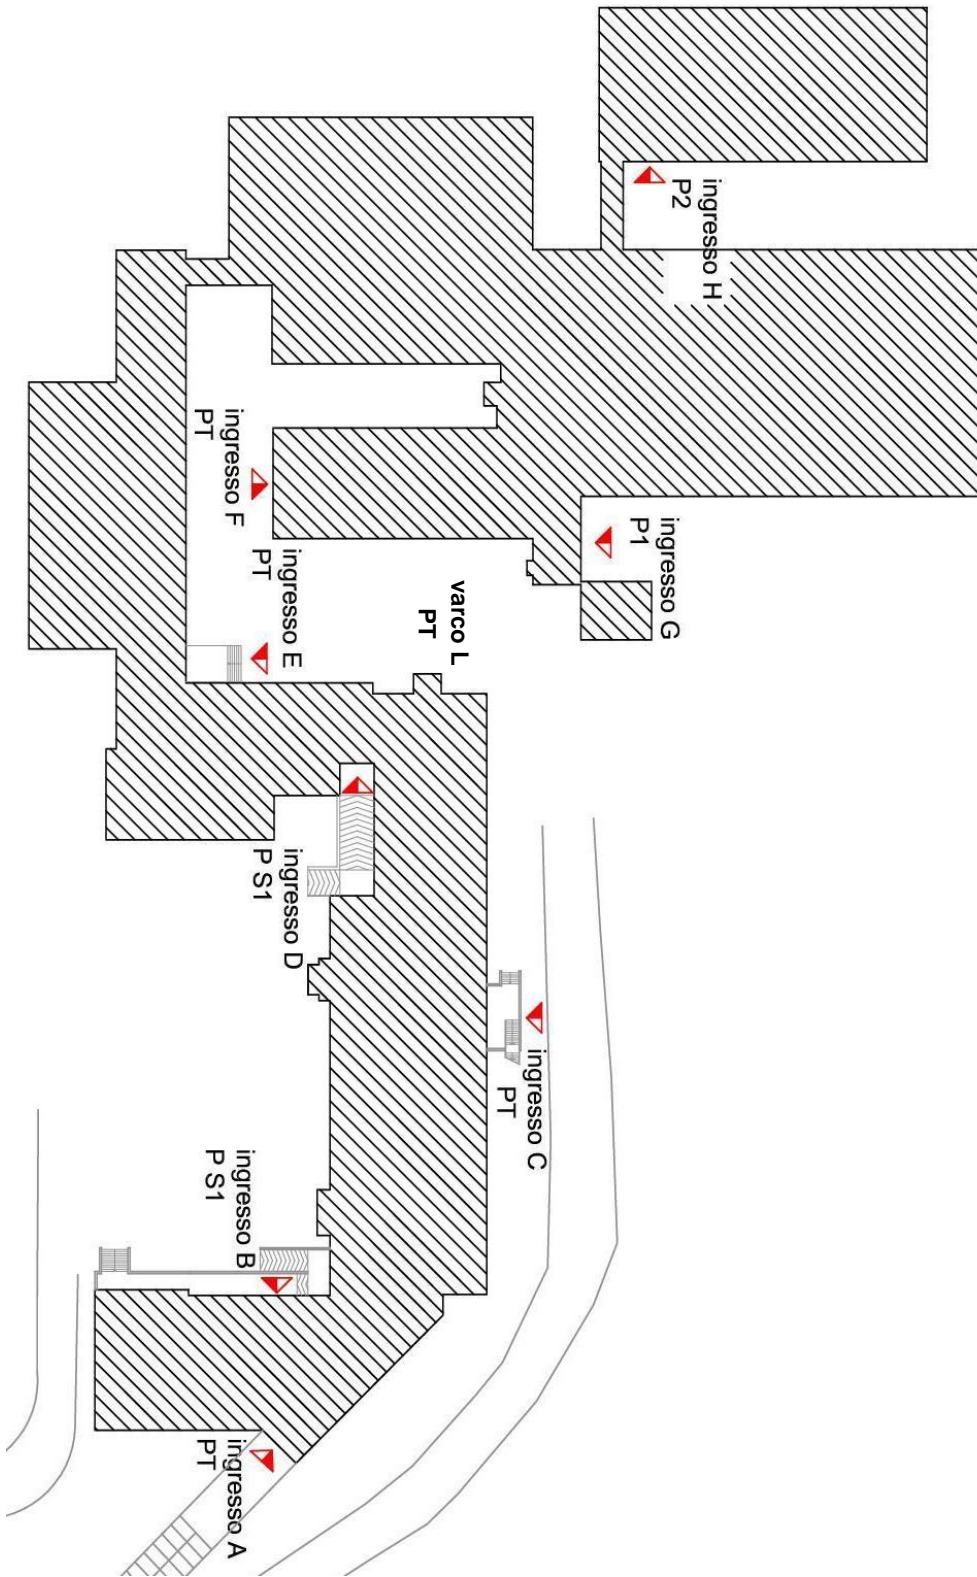 ingresso H
P2
ingresso F
PT
ingresso G
P1
ingresso E
PT
varco L
PT
ingresso D
P S1
ingresso C
PT
ingresso B
P S1
ingresso A
PT